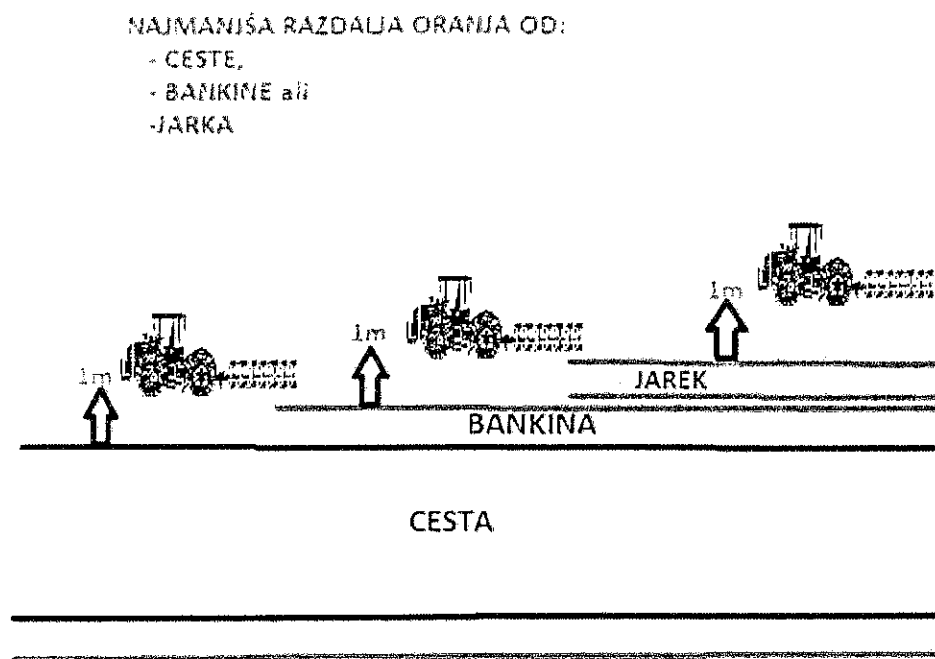 NAJMANJŠA RAZDALJA ORANJA OD:
- CESTE,
- BANKINE ali
-JARKA
1m
1m
1m
JAREK
BANKINA
CESTA